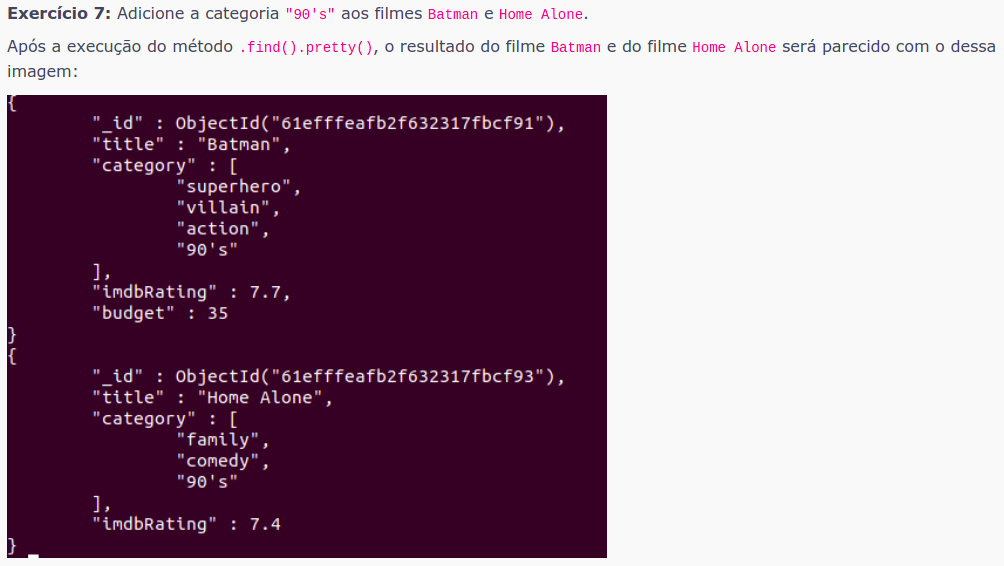 Exercício 7: Adicione a categoria "90's" aos filmes Batman e Home Alone.
Após a execução do método .find().pretty(), o resultado do filme Batman e do filme Home Alone será parecido com o dessa
imagem:
{
"_id" : ObjectId("61efffeafb2f632317fbcf91"),
"title" : "Batman",
"category" : [
"superhero",
"villain",
"action",
"90's"
],
"imdbRating" : 7.7,
"budget" : 35
}
{
"_id" : ObjectId("61efffeafb2f632317fbcf93"),
"title" : "Home Alone",
"category" : [
"family",
"comedy",
"90's"
],
"imdbRating" : 7.4
}